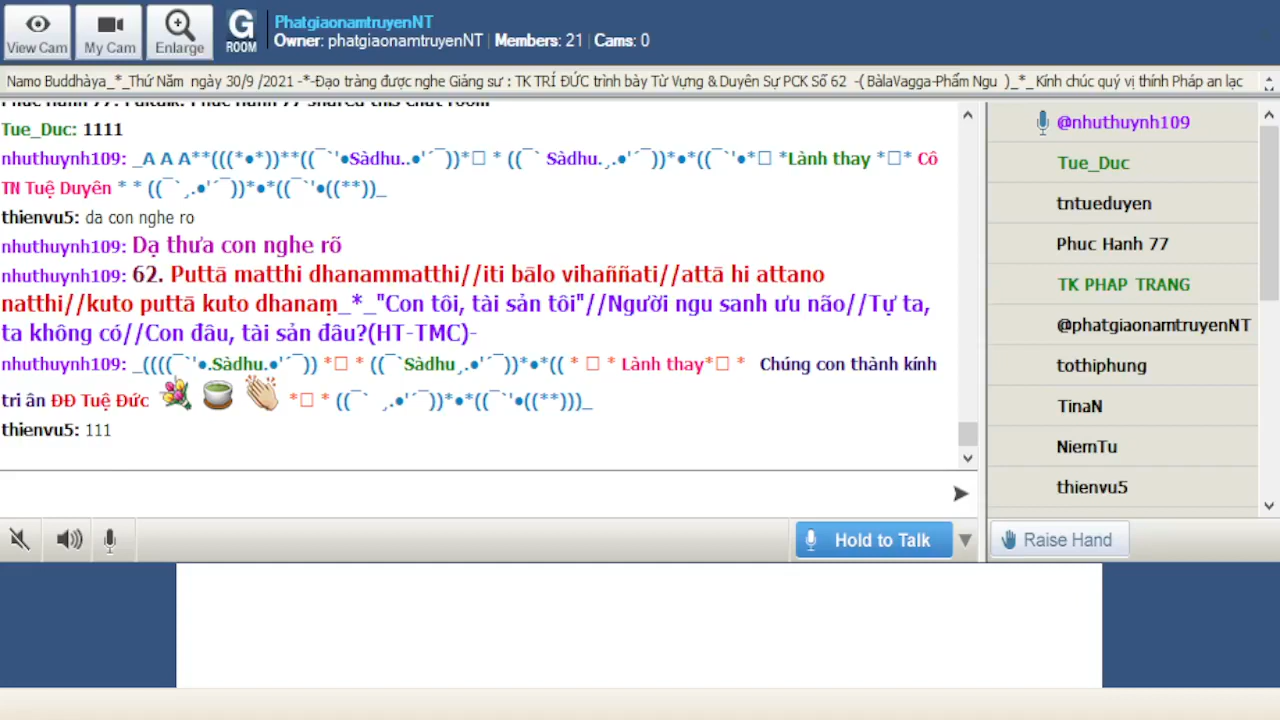 PhatgiaonamtruyenNT
Owner: phatgiaonamtruyenNT | Members: 21 | Cams: 0
View Cam
My Cam
Enlarge
G
ROOM
Namo Buddhàya_*_Thứ Năm ngày 30/9 /2021 -*-Đạo tràng được nghe Giảng sư : TK TRÍ ĐỨC trình bày Từ Vựng & Duyên Sự PCK Số 62 -( BàlaVagga-Phẩm Ngu )_*_ Kính chúc quý vị thính Pháp an lạc
Tue_Duc: 1111
nhuthuynh109: _A A A**(((*●*))**((¯`'●Sàdhu..●'´¯))*□ * ((¯` Sàdhu.¸.●'´¯))*●*((¯`'●*□ *Lành thay *□* Cô
TN Tuệ Duyên * * ((¯`¸.●'´¯))*●*((¯`'●((**))_
thienvu5: da con nghe ro
nhuthuynh109: Dạ thưa con nghe rõ
nhuthuynh109: 62. Puttā matthi dhanammatthi//iti bālo vihaññati//attā hi attano
natthi//kuto puttā kuto dhanaṃ_*_"Con tôi, tài sản tôi"//Người ngu sanh ưu não//Tự ta,
ta không có//Con đâu, tài sản đâu?(HT-TMC)-
nhuthuynh109: _((((¯`'●.Sàdhu.●'´¯)) *□ * ((¯`Sàdhu¸.●'´¯))*●*(( * □ * Lành thay*□ * Chúng con thành kính
tri ân ĐĐ Tuệ Đức *□ * ((¯` ¸.●'´¯))*●*((¯`'●((**)))_
thienvu5: 111
@nhuthuynh109
Tue_Duc
tntueduyen
Phuc Hanh 77
TK PHAP TRANG
@phatgiaonamtruyenNT
tothiphung
TinaN
NiemTu
thienvu5
Hold to Talk
Raise Hand